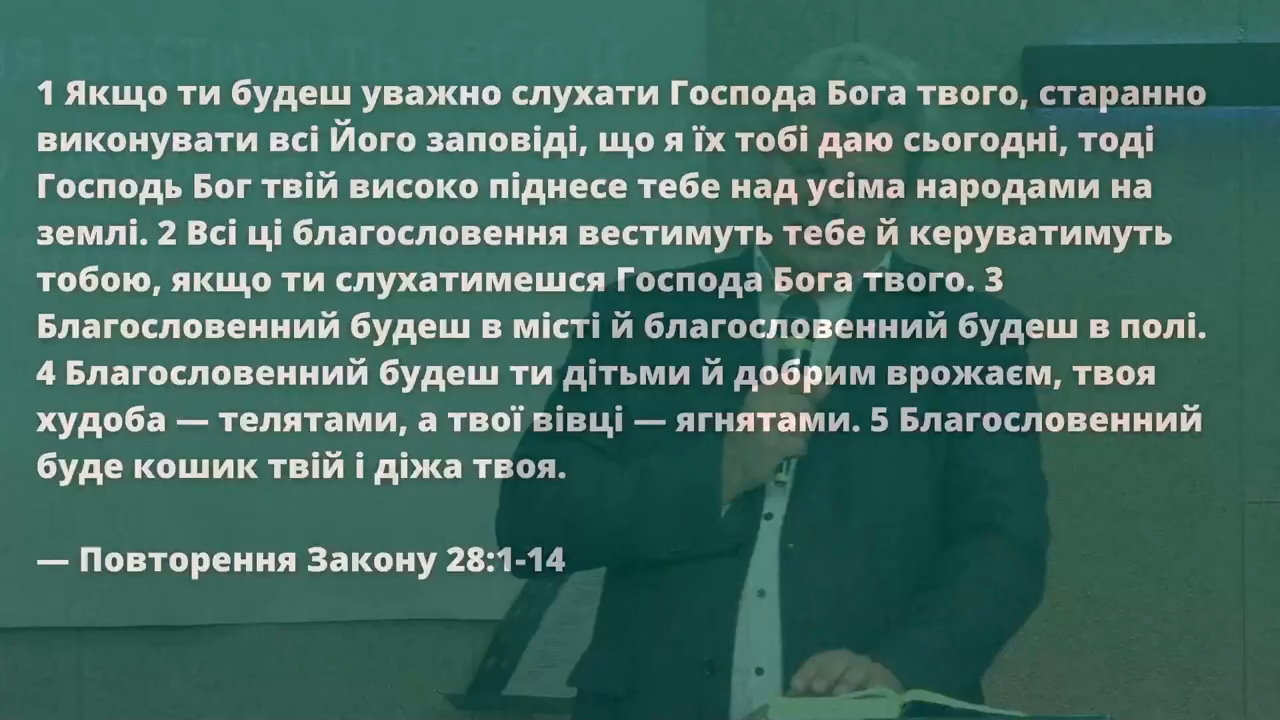 1 Якщо ти будеш уважно слухати Господа Бога твого, старанно
виконувати всі Його заповіді, що я їх тобі даю сьогодні, тоді
Господь Бог твій високо піднесе тебе над усіма народами на
землі. 2 Всі ці благословення вестимуть тебе й керуватимуть
тобою, якщо ти слухатимешся Господа Бога твого. 3
Благословенний будеш в місті й благословенний будеш в полі.
4 Благословенний будеш ти дітьми й добрим врожаєм, твоя
худоба — телятами, а твої вівці — ягнятами. 5 Благословенний
буде кошик твій і діжа твоя.
— Повторення Закону 28:1-14